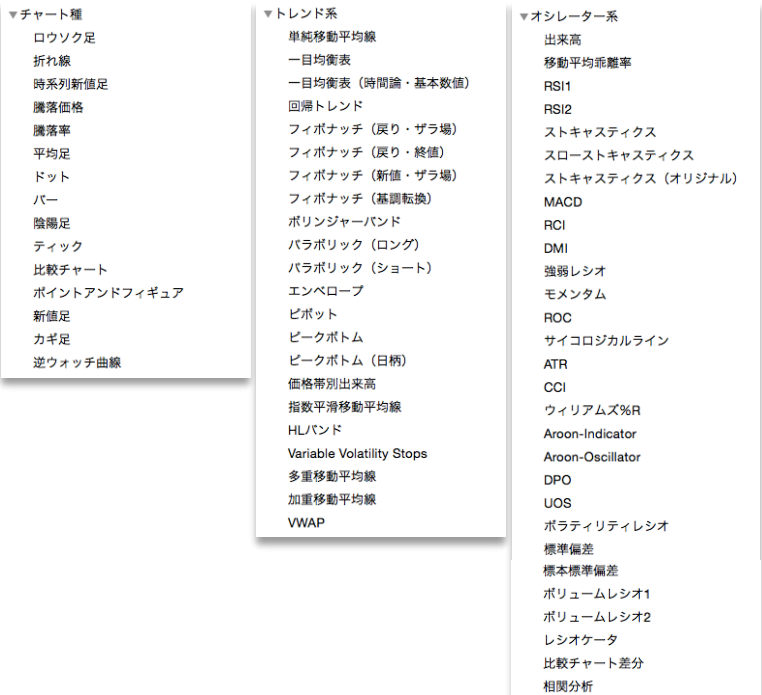 ▼チャート種
ロウソク足
折れ線
時系列新値足
騰落価格
騰落率
平均足
ドット
バー
陰陽足
ティック
比較チャート
ポイントアンドフィギュア
新値足
カギ足
逆ウォッチ曲線
▼トレンド系
単純移動平均線
一目均衡表
一目均衡表（時間論・基本数値）
回帰トレンド
フィボナッチ（戻り・ザラ場）
フィボナッチ（戻り・終値）
フィボナッチ（新値・ザラ場）
フィボナッチ（基調転換）
ボリンジャーバンド
パラボリック（ロング）
パラボリック（ショート）
エンベロープ
ピボット
ピークボトム
ピークボトム（日柄）
価格帯別出来高
指数平滑移動平均線
HLバンド
Variable Volatility Stops
多重移動平均線
加重移動平均線
VWAP
▼オシレーター系
出来高
移動平均乖離率
RSI1
RSI2
ストキャスティクス
スローストキャスティクス
ストキャスティクス（オリジナル）
MACD
RCI
DMI
強弱レシオ
モメンタム
ROC
サイコロジカルライン
ATR
CCI
ウィリアムズ％R
Aroon-Indicator
Aroon-Oscillator
DPO
UOS
ボラティリティレシオ
標準偏差
標本標準偏差
ボリュームレシオ1
ボリュームレシオ2
レシオケータ
比較チャート差分
相関分析